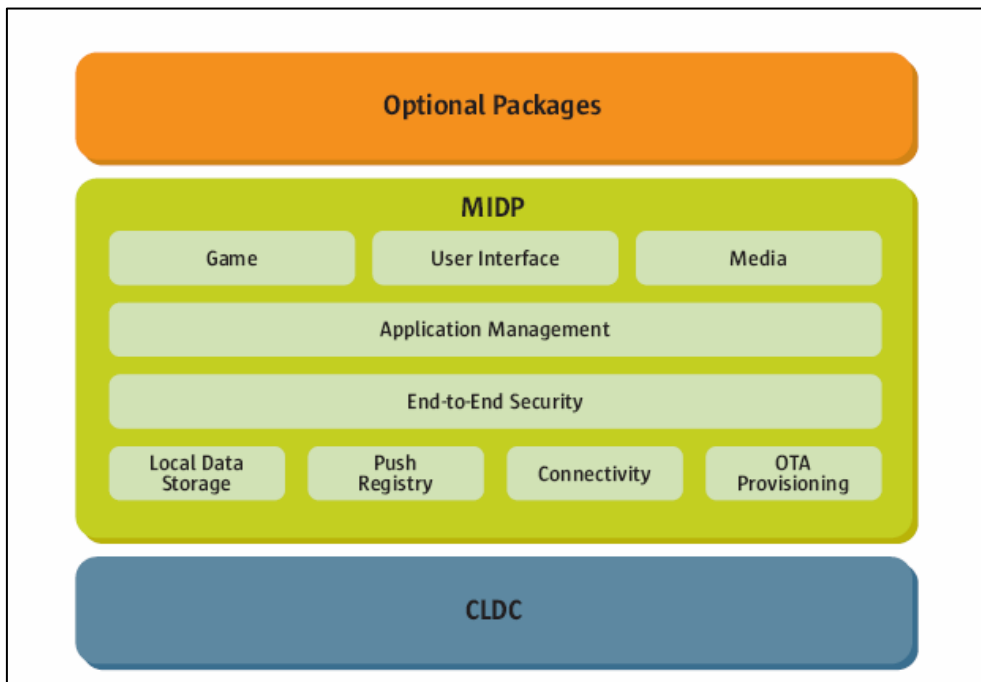 Optional Packages
MIDP
Game
User Interface
Media
Application Management
End-to-End Security
Local Data
Storage
Push
Registry
Connectivity
OTA
Provisioning
CLDC